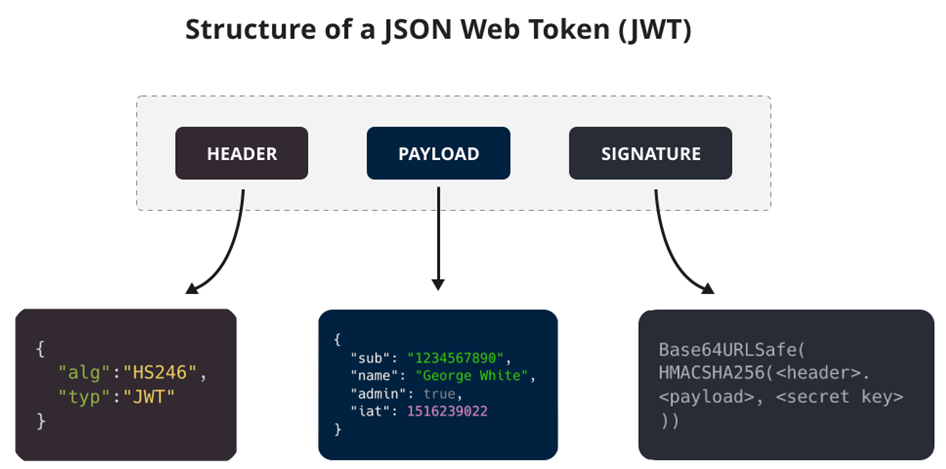 Structure of a JSON Web Token (JWT)
HEADER
PAYLOAD
SIGNATURE
{
"alg":"HS246",
"typ":"JWT"
}
{
"sub": "1234567890",
"name": "George White",
"admin": true,
"iat": 1516239022
}
Base64URLSafe(
HMACSHA256(<header>.
<payload>, <secret key>
))